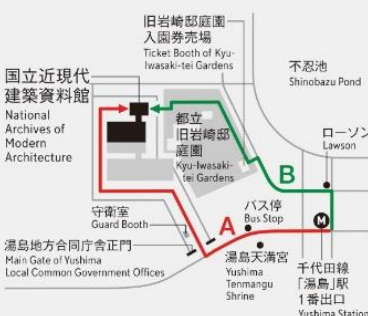 旧岩崎邸庭園
入園券売場
Ticket Booth of Kyu-
Iwasaki-tei Gardens
国立近現代
建築資料館
National
Archives of
Modern
Architecture
不忍池
Shinobazu Pond
都立
旧岩崎邸
庭園
Kyu-Iwasaki-
tei Gardens
ローソン
Lawson
B
守衛室
Guard Booth
A
バス停
Bus Stop
M
湯島地方合同庁舎正門
Main Gate of Yushima
Local Common Government Offices
湯島天満宮
Yushima
Tenmangu
Shrine
千代田線
「湯島」駅
1番出口
Yushima Station